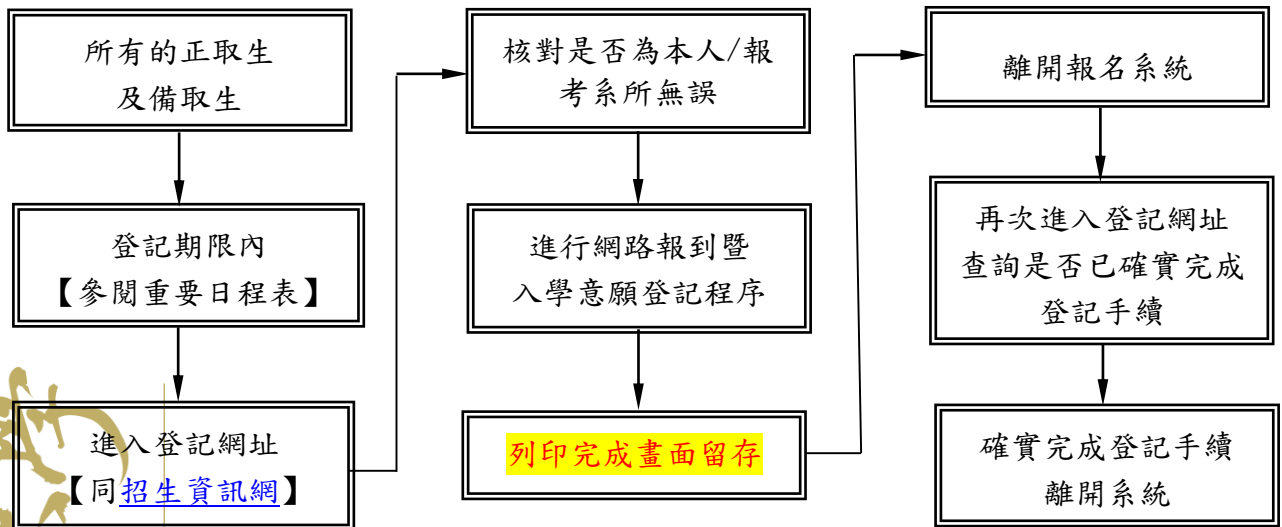 所有的正取生
及備取生
登記期限內
【參閱重要日程表】
進入登記網址
【同招生資訊網】
核對是否為本人/報
考系所無誤
進行網路報到暨
入學意願登記程序
列印完成畫面留存
離開報名系統
再次進入登記網址
查詢是否已確實完成
登記手續
確實完成登記手續
離開系統